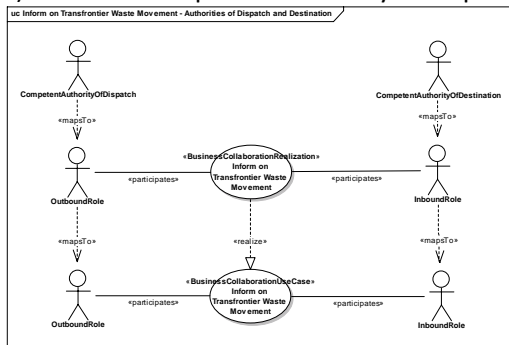 uc Inform on Transfrontier Waste Movement - Authorities of Dispatch and Destination
CompetentAuthorityOfDispatch
CompetentAuthorityOfDestination
«mapsTo»
«mapsTo»
«BusinessCollaborationRealization»
Inform on
Transfrontier Waste
Movement
«participates»
«participates»
OutboundRole
InboundRole
«mapsTo»
«realize»
«mapsTo»
«BusinessCollaborationUseCase»
Inform on
Transfrontier Waste
Movement
«participates»
«participates»
OutboundRole
InboundRole